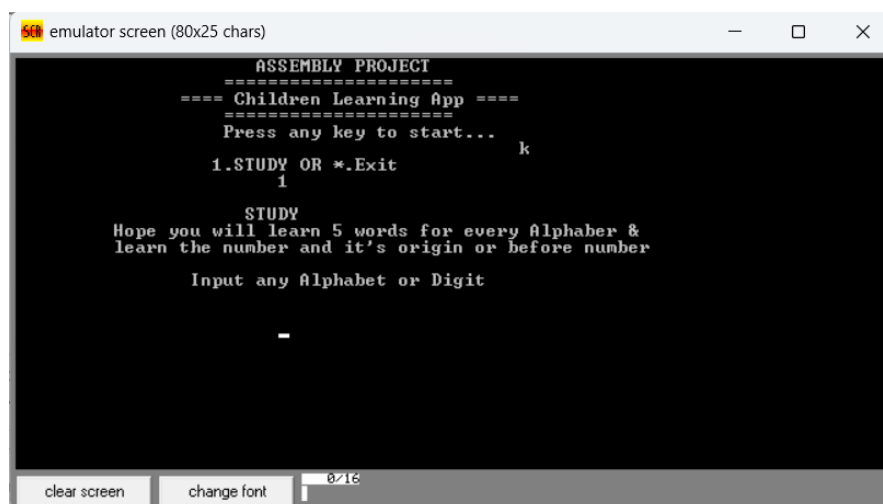 SCR emulator screen (80x25 chars)
ASSEMBLY PROJECT
=====================
==== Children Learning App ====
=====================
Press any key to start...
k
1.STUDY OR *.Exit
1
STUDY
Hope you will learn 5 words for every Alphaber &
learn the number and it's origin or before number
Input any Alphabet or Digit
clear screen change font 0/16